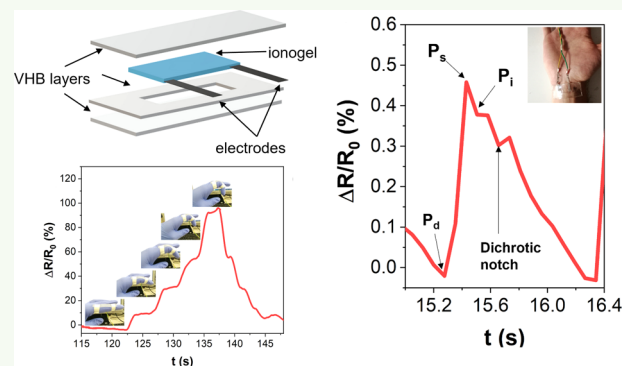 ionogel
VHB layers
electrodes
ΔR/R0 (%)
120
100
80
60
40
20
0
115 120 125 130 135 140 145
t (s)
ΔR/R0 (%)
0.6
0.5
0.4
0.3
0.2
0.1
0.0
Ps
Pi
Pd
Dichrotic
notch
15.2 15.6 16.0 16.4
t (s)